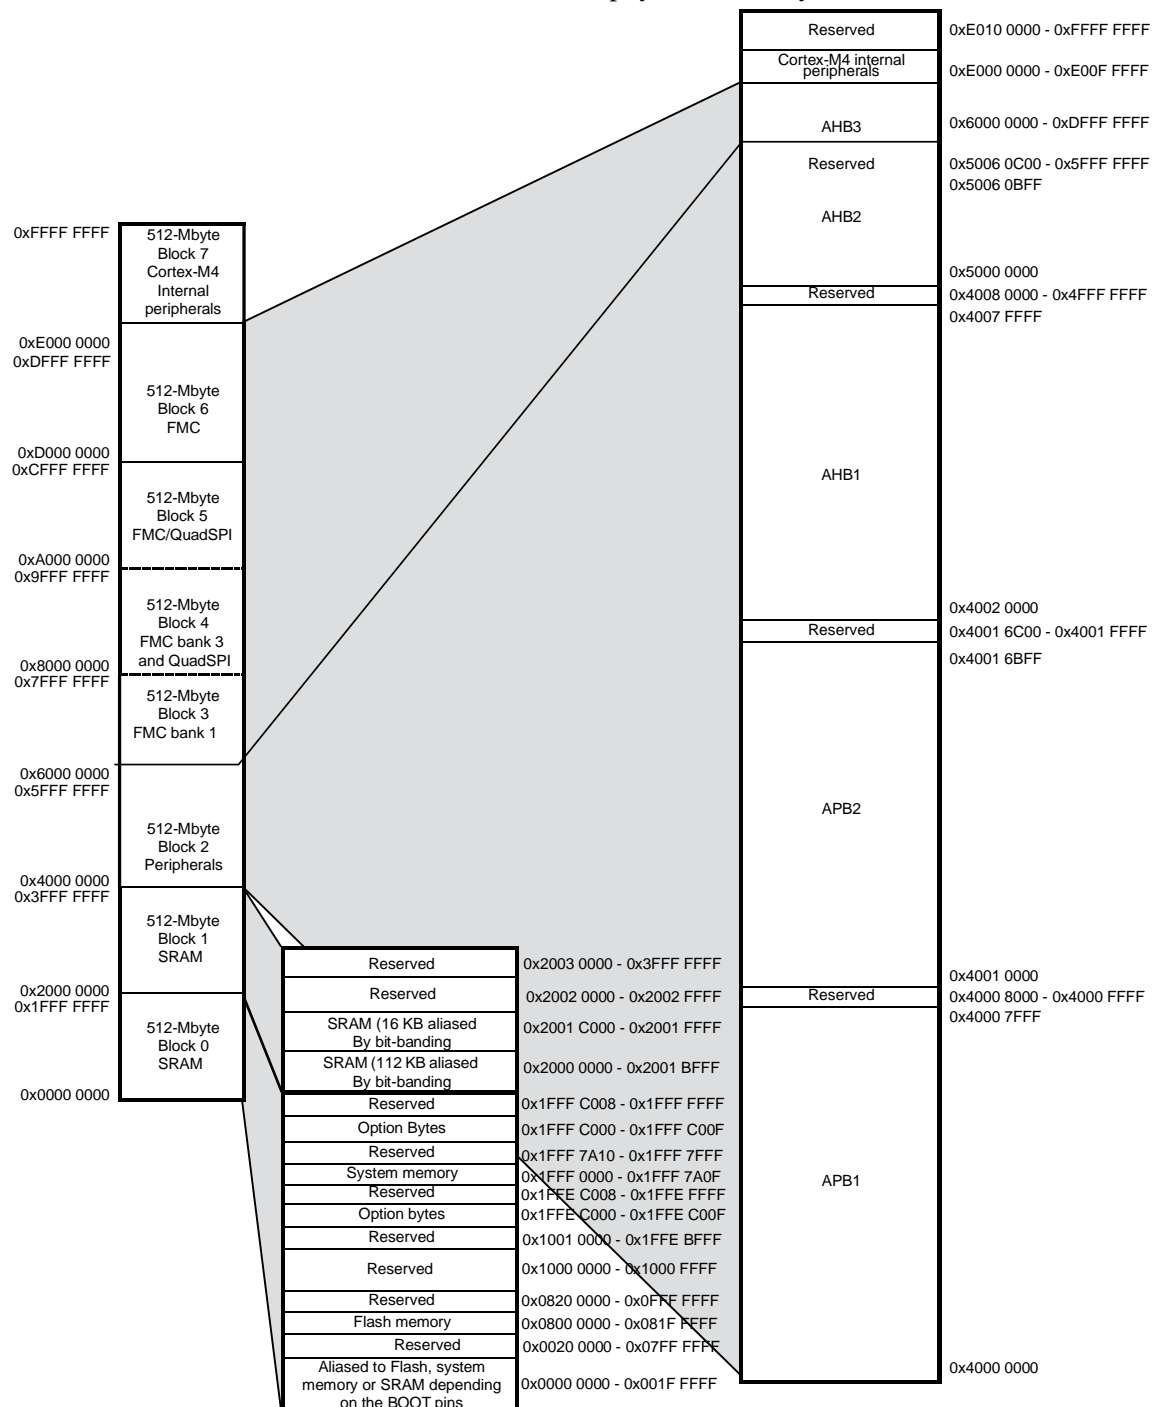 0xFFFF FFFF
512-Mbyte
Block 7
Cortex-M4
Internal
peripherals
0xE000 0000
0xDFFF FFFF
512-Mbyte
Block 6
FMC
0xD000 0000
0xCFFF FFFF
512-Mbyte
Block 5
FMC/QuadSPI
0xA000 0000
0x9FFF FFFF
512-Mbyte
Block 4
FMC bank 3
and QuadSPI
0x8000 0000
0x7FFF FFFF
512-Mbyte
Block 3
FMC bank 1
0x6000 0000
0x5FFF FFFF
512-Mbyte
Block 2
Peripherals
0x4000 0000
0x3FFF FFFF
512-Mbyte
Block 1
SRAM
0x2000 0000
0x1FFF FFFF
512-Mbyte
Block 0
SRAM
0x0000 0000
Reserved 0x2003 0000 - 0x3FFF FFFF
Reserved 0x2002 0000 - 0x2002 FFFF
SRAM (16 KB aliased
By bit-banding
0x2001 C000 - 0x2001 FFFF
SRAM (112 KB aliased
By bit-banding
0x2000 0000 - 0x2001 BFFF
Reserved 0x1FFF C008 - 0x1FFF FFFF
Option Bytes 0x1FFF C000 - 0x1FFF C00F
Reserved 0x1FFF 7A10 - 0x1FFF 7FFF
System memory 0x1FFF 0000 - 0x1FFF 7A0F
Reserved 0x1FFE C008 - 0x1FFE FFFF
Option bytes 0x1FFE C000 - 0x1FFE C00F
Reserved 0x1001 0000 - 0x1FFE BFFF
Reserved 0x1000 0000 - 0x1000 FFFF
Reserved 0x0820 0000 - 0x0FFF FFFF
Flash memory 0x0800 0000 - 0x081F FFFF
Reserved 0x0020 0000 - 0x07FF FFFF
Aliased to Flash, system
memory or SRAM depending
on the BOOT pins
0x0000 0000 - 0x001F FFFF
Reserved 0xE010 0000 - 0xFFFF FFFF
Cortex-M4 internal
peripherals
0xE000 0000 - 0xE00F FFFF
AHB3 0x6000 0000 - 0xDFFF FFFF
Reserved 0x5006 0C00 - 0x5FFF FFFF
0x5006 0BFF
AHB2
0x5000 0000
Reserved 0x4008 0000 - 0x4FFF FFFF
0x4007 FFFF
AHB1
0x4002 0000
Reserved 0x4001 6C00 - 0x4001 FFFF
0x4001 6BFF
APB2
0x4001 0000
Reserved 0x4000 8000 - 0x4000 FFFF
0x4000 7FFF
APB1
0x4000 0000